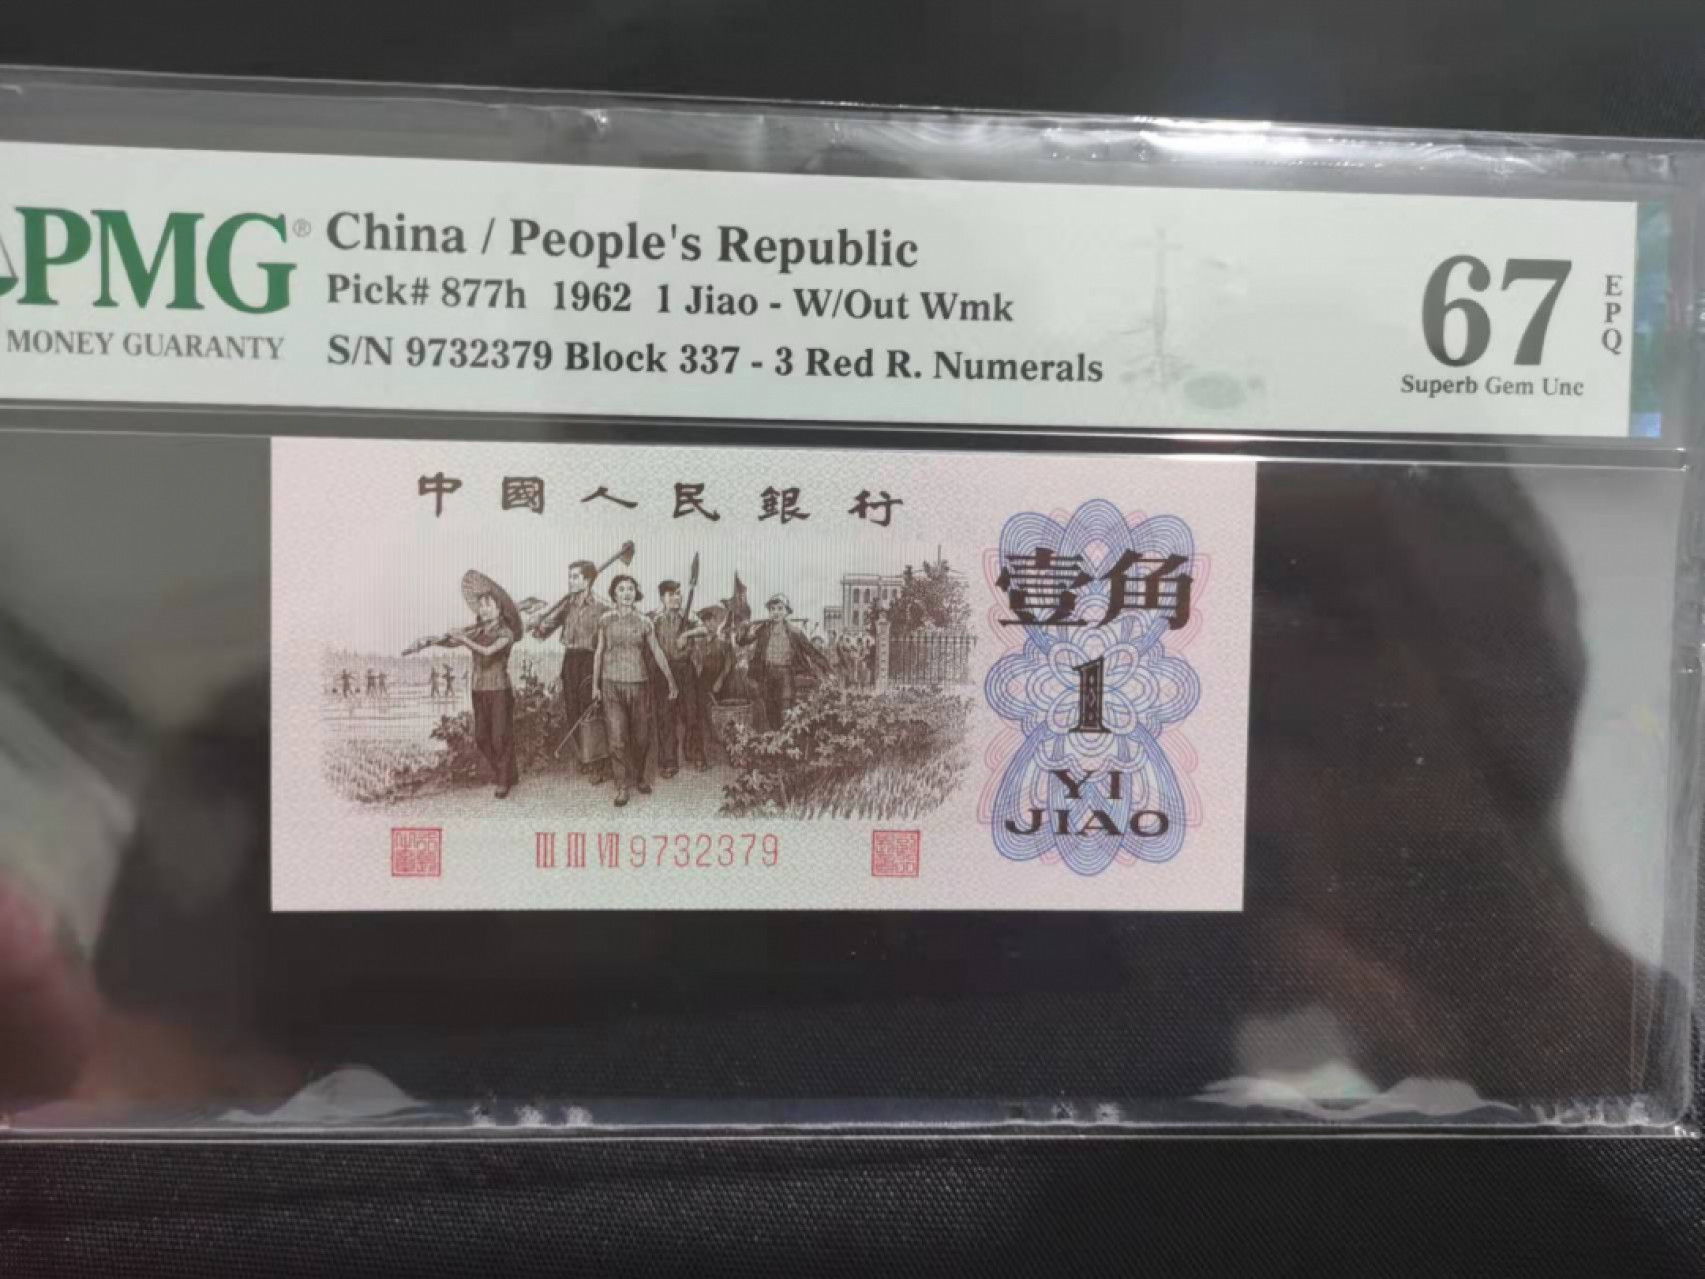 PMG®
MONEY GUARANTY
China / People's Republic
Pick# 877h 1962 1 Jiao - W/Out Wmk
S/N 9732379 Block 337 - 3 Red R. Numerals
67
EPQ
Superb Gem Unc
中國人民銀行
壹角
1
YI
JIAO
III III VII 9732379